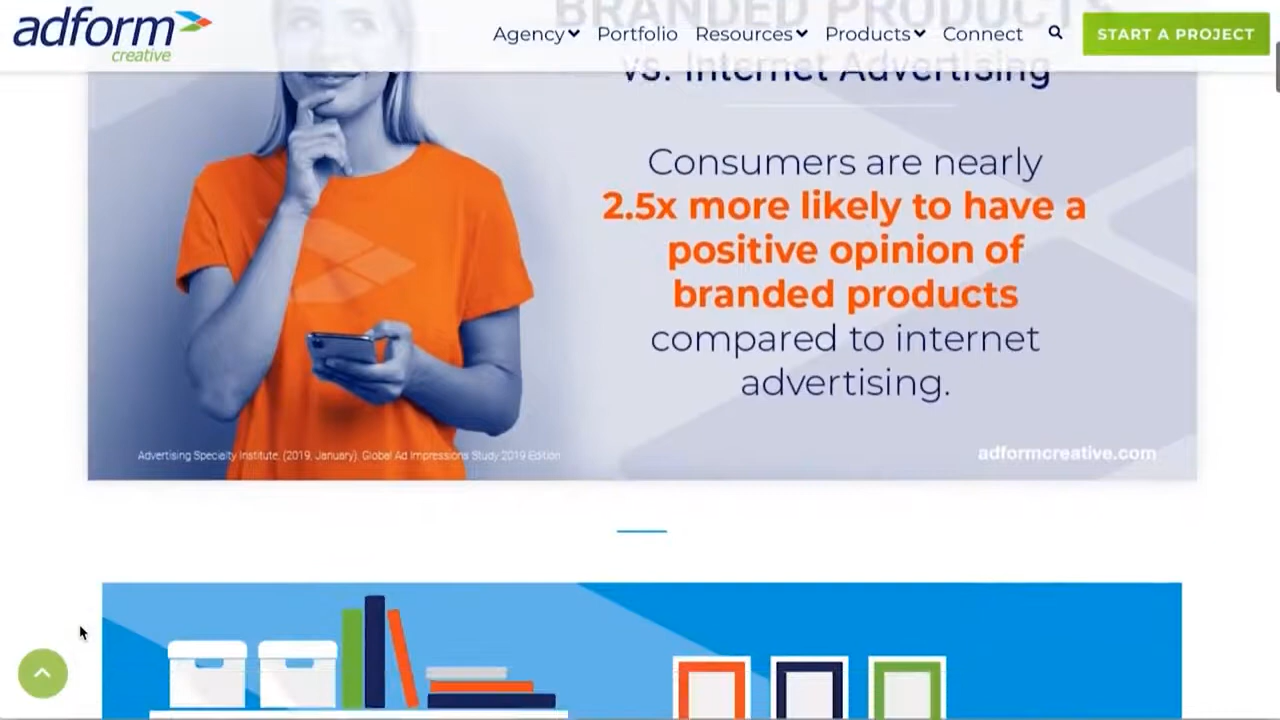 adform
creative
Agency
Portfolio
Resources
Products
Connect
START A PROJECT
BRANDED PRODUCTS
vs. Internet Advertising
Consumers are nearly
2.5x more likely to have a
positive opinion of
branded products
compared to internet
advertising.
Advertising Specialty Institute. (2019, January). Global Ad Impressions Study 2019 Edition
adformcreative.com